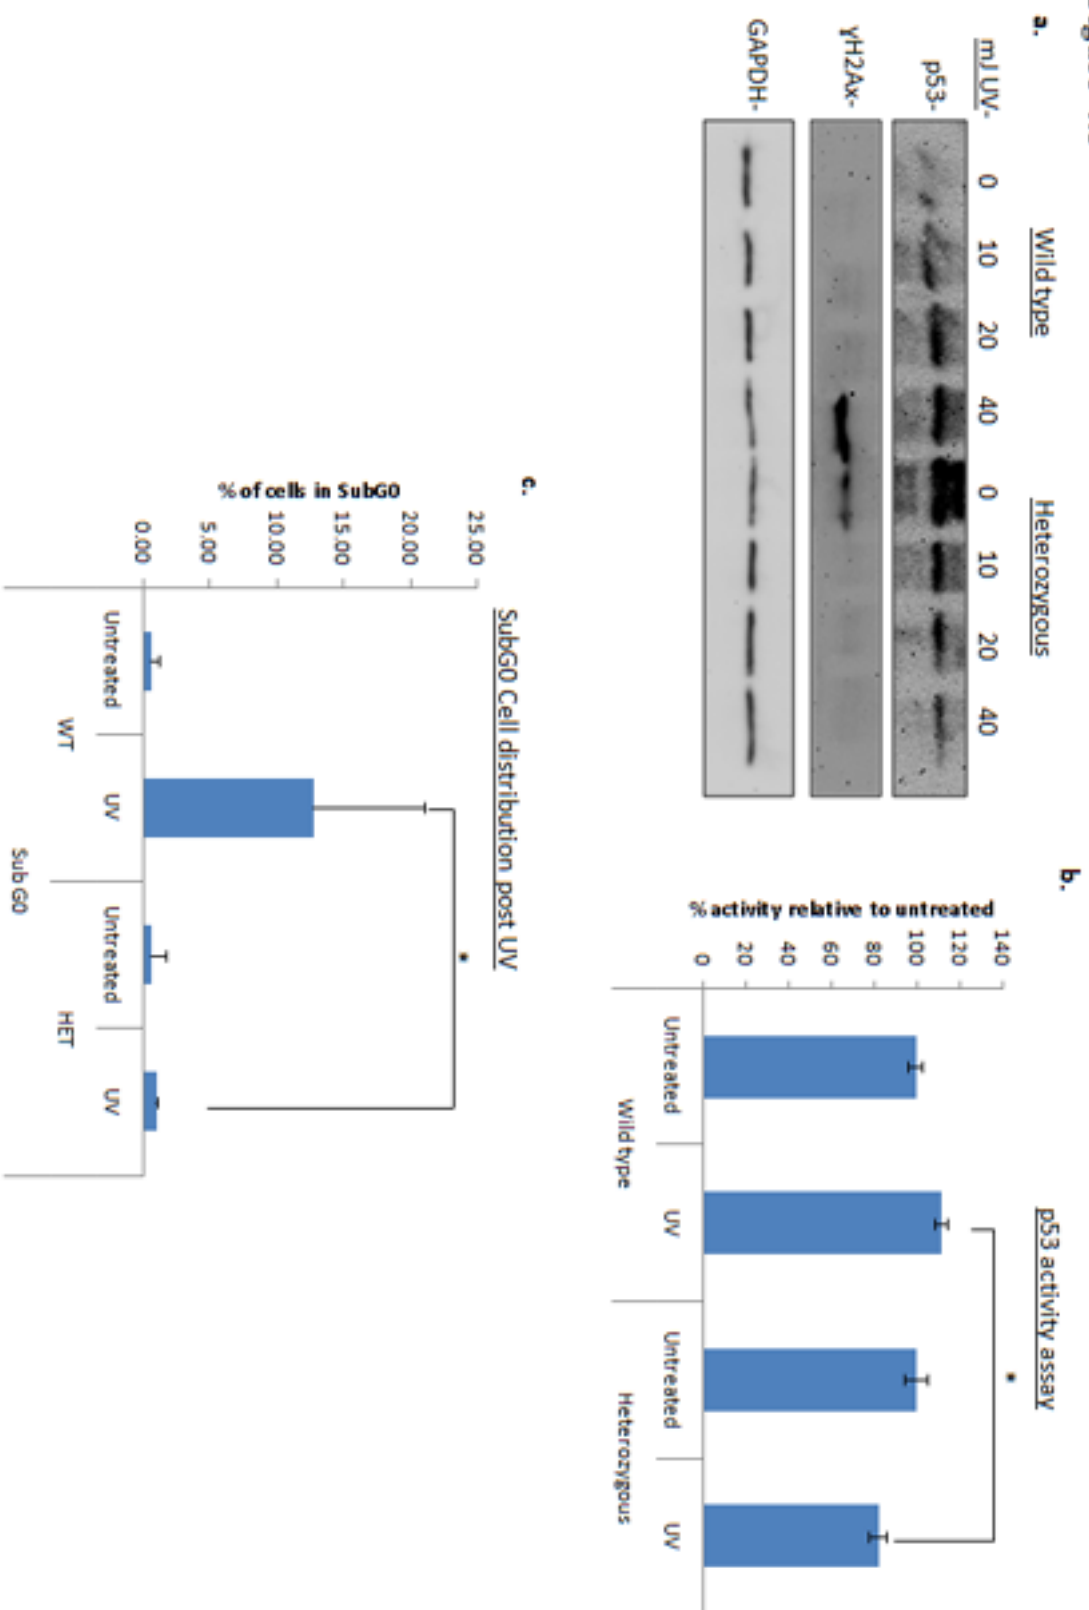 a.
Wild type
Heterozygous
mJ UV- 0 10 20 40 0 10 20 40
p53-
γH2Ax-
GAPDH-
b.
p53 activity assay
*
% activity relative to untreated
140
120
100
80
60
40
20
0
Untreated UV Untreated UV
Wild type Heterozygous
c.
SubG0 Cell distribution post UV
*
% of cells in SubG0
25.00
20.00
15.00
10.00
5.00
0.00
Untreated UV Untreated UV
WT HET
Sub G0